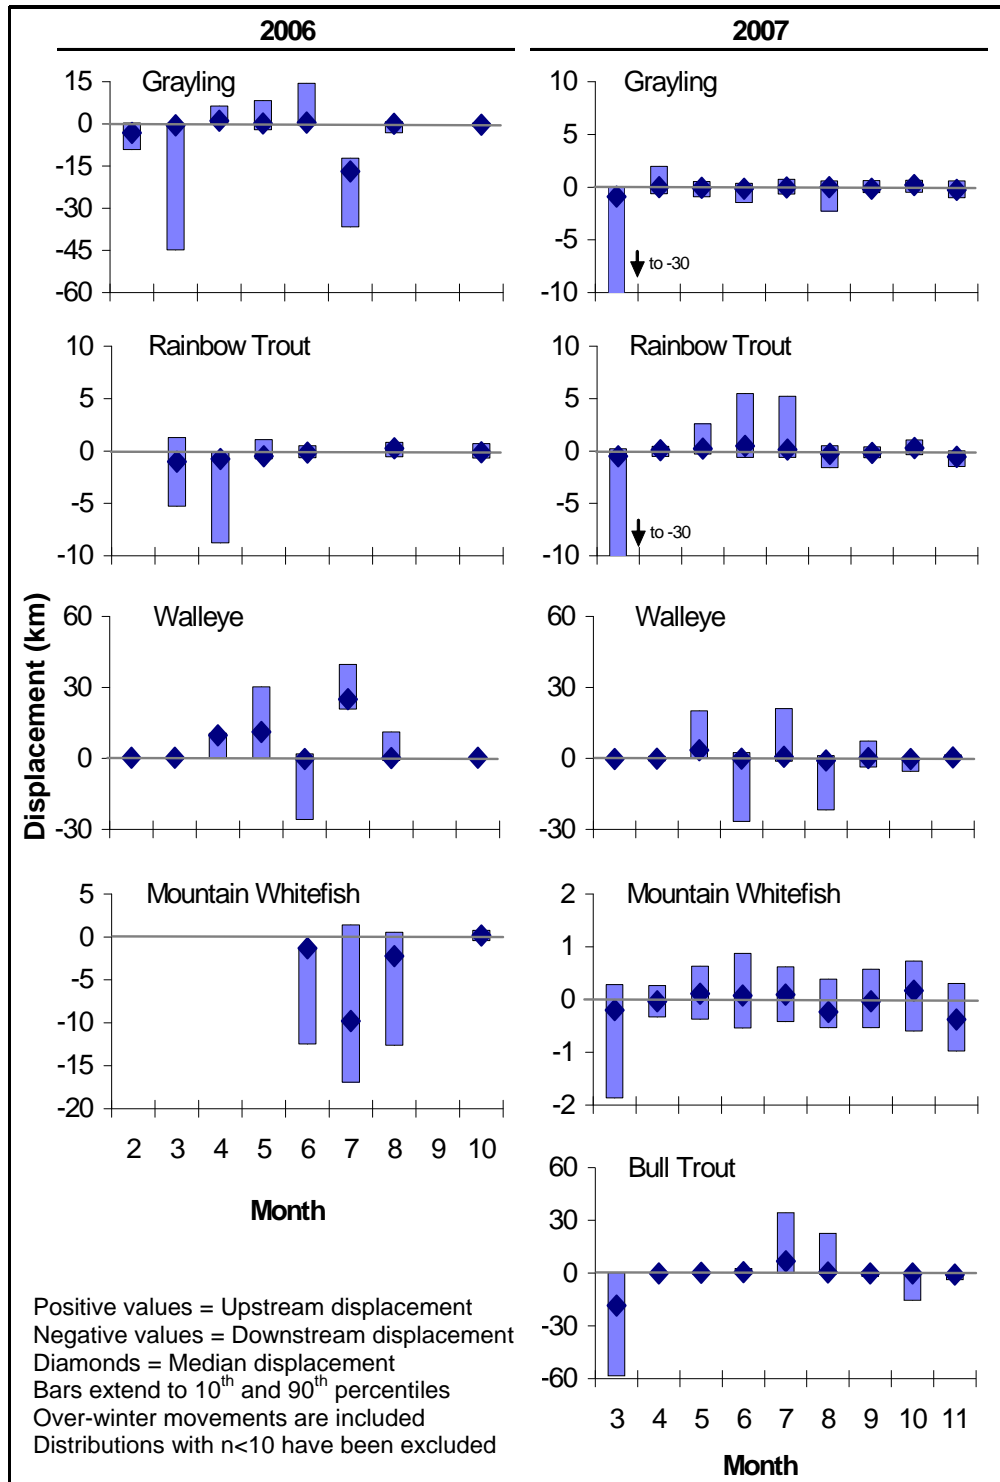 2006
2007
Grayling
15
0
-15
-30
-45
-60
Grayling
10
5
0
-5
-10
to -30
Rainbow Trout
10
5
0
-5
-10
Rainbow Trout
10
5
0
-5
-10
to -30
Displacement (km)
Walleye
60
30
0
-30
Walleye
60
30
0
-30
Mountain Whitefish
5
0
-5
-10
-15
-20
2 3 4 5 6 7 8 9 10
Month
Mountain Whitefish
2
1
0
-1
-2
Bull Trout
60
30
0
-30
-60
3 4 5 6 7 8 9 10 11
Month
Positive values = Upstream displacement
Negative values = Downstream displacement
Diamonds = Median displacement
Bars extend to 10th and 90th percentiles
Over-winter movements are included
Distributions with n<10 have been excluded